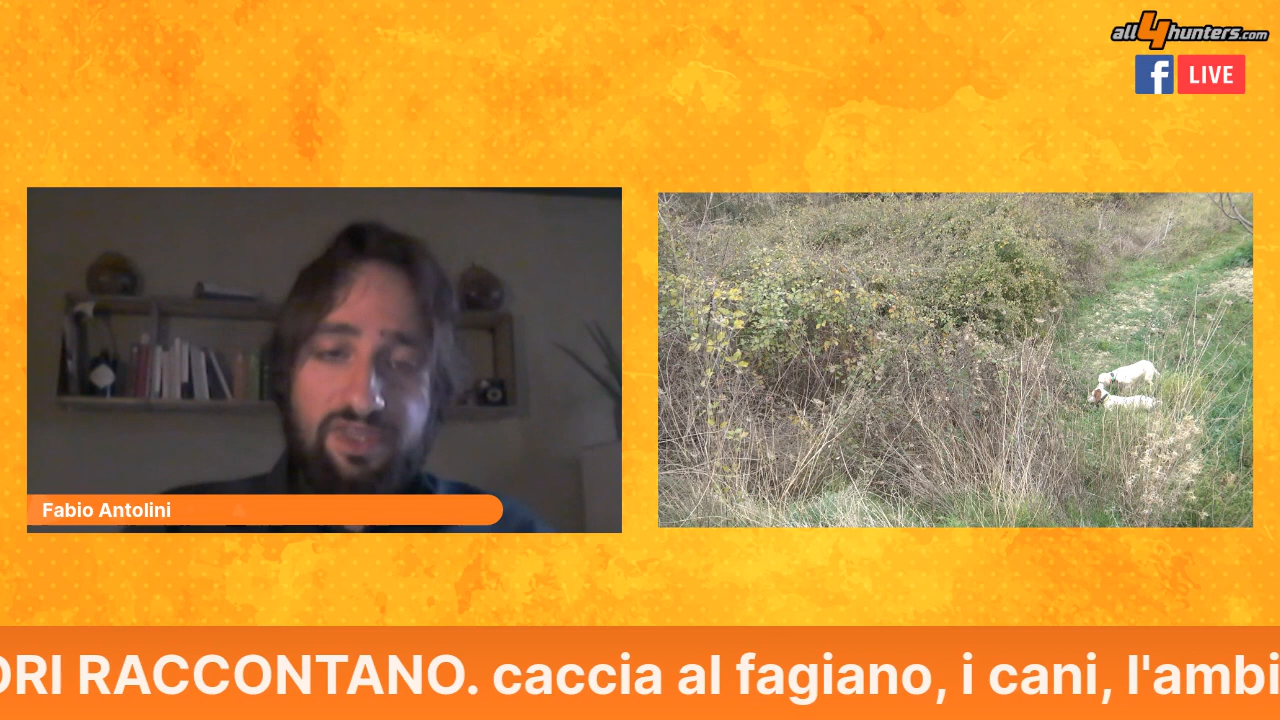 all4hunters.com
f LIVE
Fabio Antolini
ORI RACCONTANO. caccia al fagiano, i cani, l'ambi